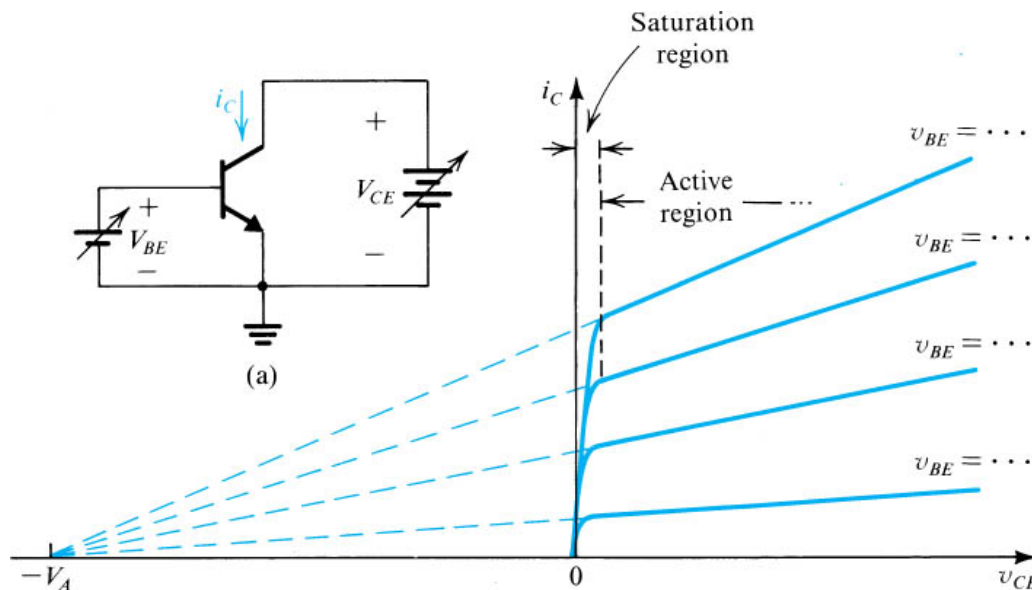 Saturation
region
i_C
i_C
+
v_BE = · · ·
Active
region
...
V_CE
+
V_BE
−
−
v_BE = · · ·
v_BE = · · ·
(a)
v_BE = · · ·
−V_A
0
v_CE